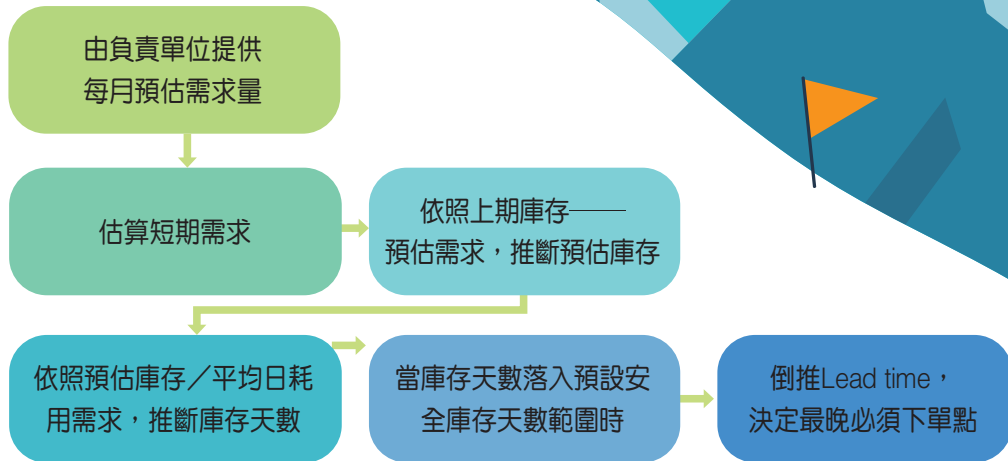 由負責單位提供
每月預估需求量
估算短期需求
依照上期庫存——
預估需求，推斷預估庫存
依照預估庫存／平均日耗
用需求，推斷庫存天數
當庫存天數落入預設安
全庫存天數範圍時
倒推Lead time，
決定最晚必須下單點